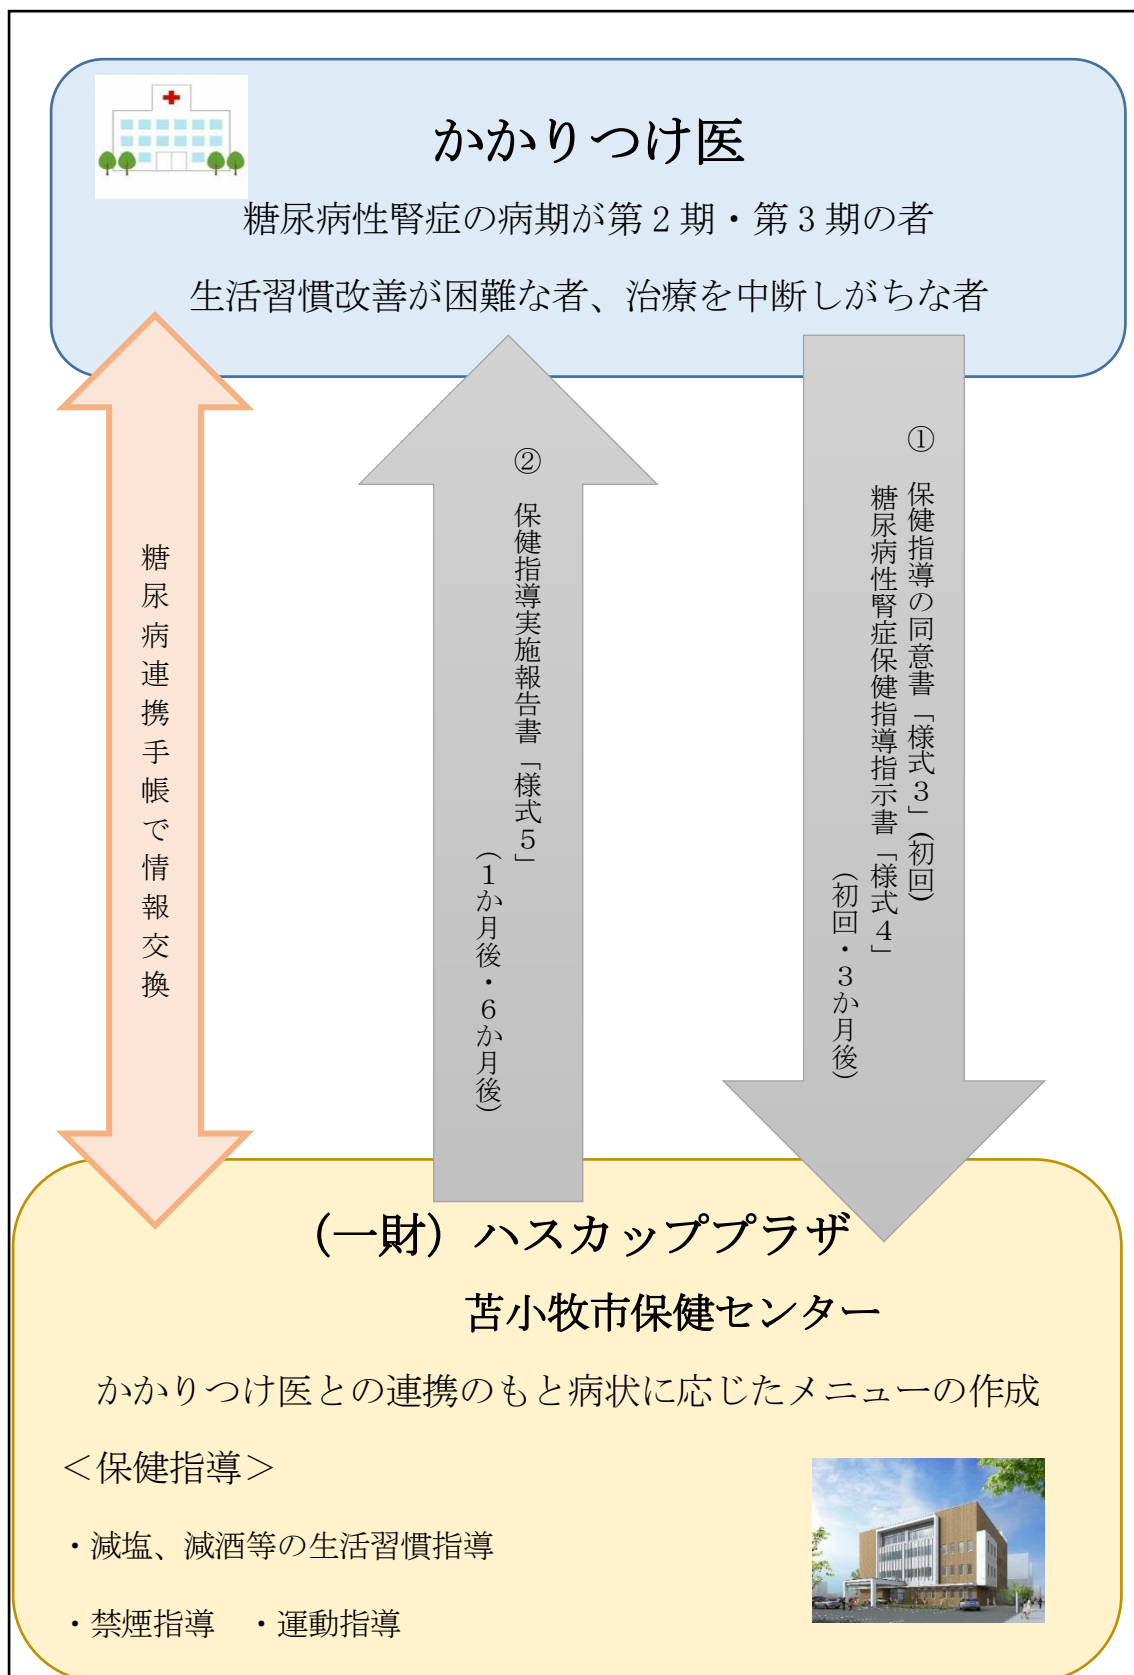 かかりつけ医
糖尿病性腎症の病期が第２期・第３期の者
生活習慣改善が困難な者、治療を中断しがちな者
① 保健指導の同意書「様式３」(初回)
糖尿病性腎症保健指導指示書「様式４」
(初回・３か月後)
② 保健指導実施報告書「様式５」
(１か月後・６か月後)
糖尿病連携手帳で情報交換
（一財）ハスカッププラザ
苫小牧市保健センター
かかりつけ医との連携のもと病状に応じたメニューの作成
＜保健指導＞
・減塩、減酒等の生活習慣指導
・禁煙指導　・運動指導